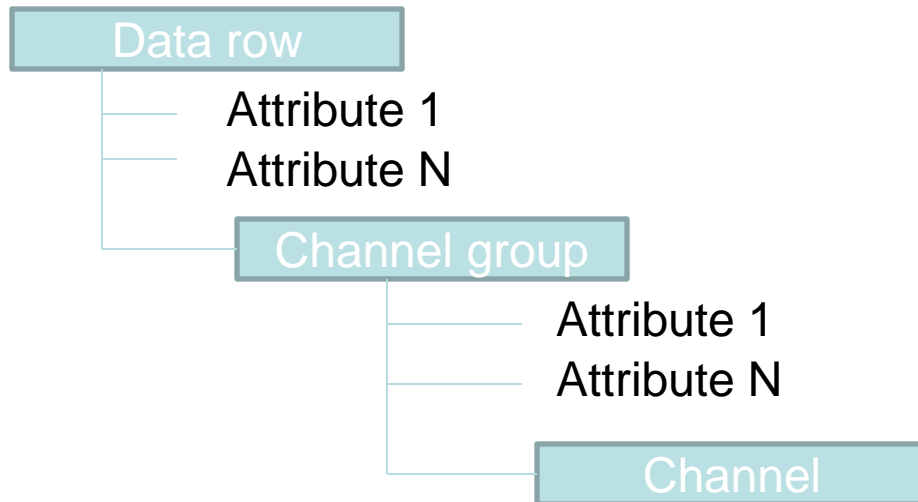 Data row
Attribute 1
Attribute N
Channel group
Attribute 1
Attribute N
Channel